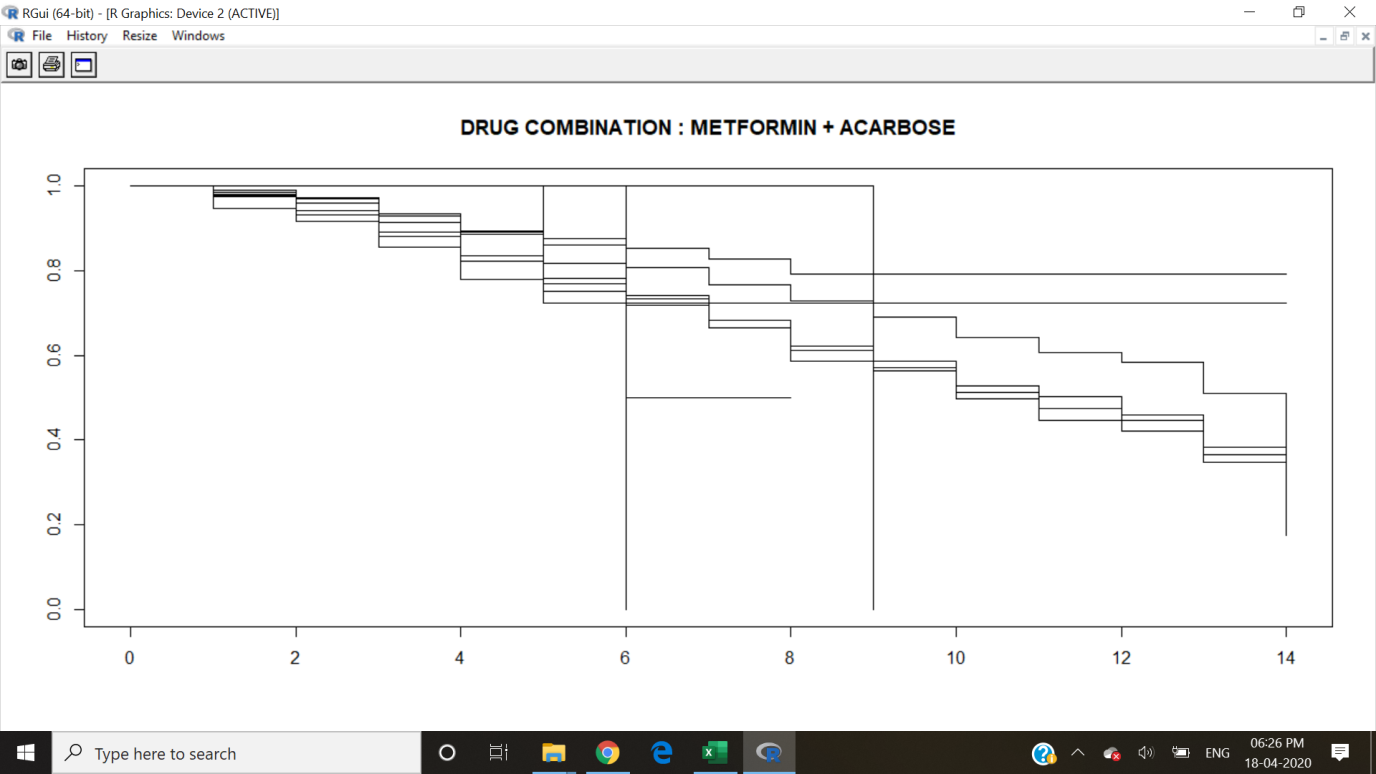 RGui (64-bit) - [R Graphics: Device 2 (ACTIVE)]
File History Resize Windows
DRUG COMBINATION : METFORMIN + ACARBOSE
1.0
0.8
0.6
0.4
0.2
0.0
0 2 4 6 8 10 12 14
Type here to search
ENG
06:26 PM
18-04-2020